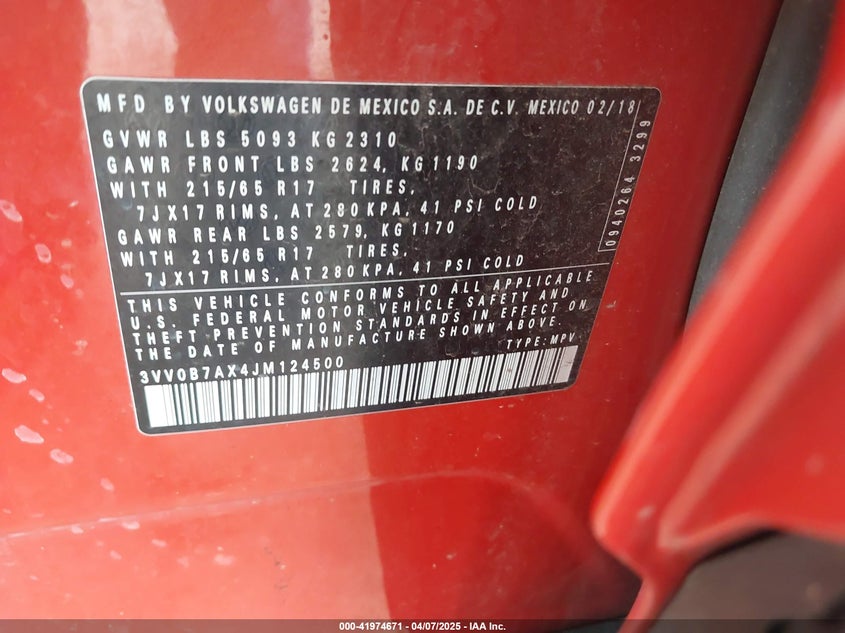 MFD BY VOLKSWAGEN DE MEXICO S.A. DE C.V. MEXICO 02/18
GVWR LBS 5093 KG 2310
GAWR FRONT LBS 2624, KG 1190
WITH 215/65 R17 TIRES,
7JX17 RIMS, AT 280 KPA, 41 PSI COLD
GAWR REAR LBS 2579, KG 1170
WITH 215/65 R17 TIRES,
7JX17 RIMS, AT 280 KPA, 41 PSI COLD
THIS VEHICLE CONFORMS TO ALL APPLICABLE
U.S. FEDERAL MOTOR VEHICLE SAFETY AND
THEFT PREVENTION STANDARDS IN EFFECT ON
THE DATE OF MANUFACTURE SHOWN ABOVE.
TYPE: MPV
3VV0B7AX4JM124500
0940264 3299
000-41974671 - 04/07/2025 - IAA Inc.